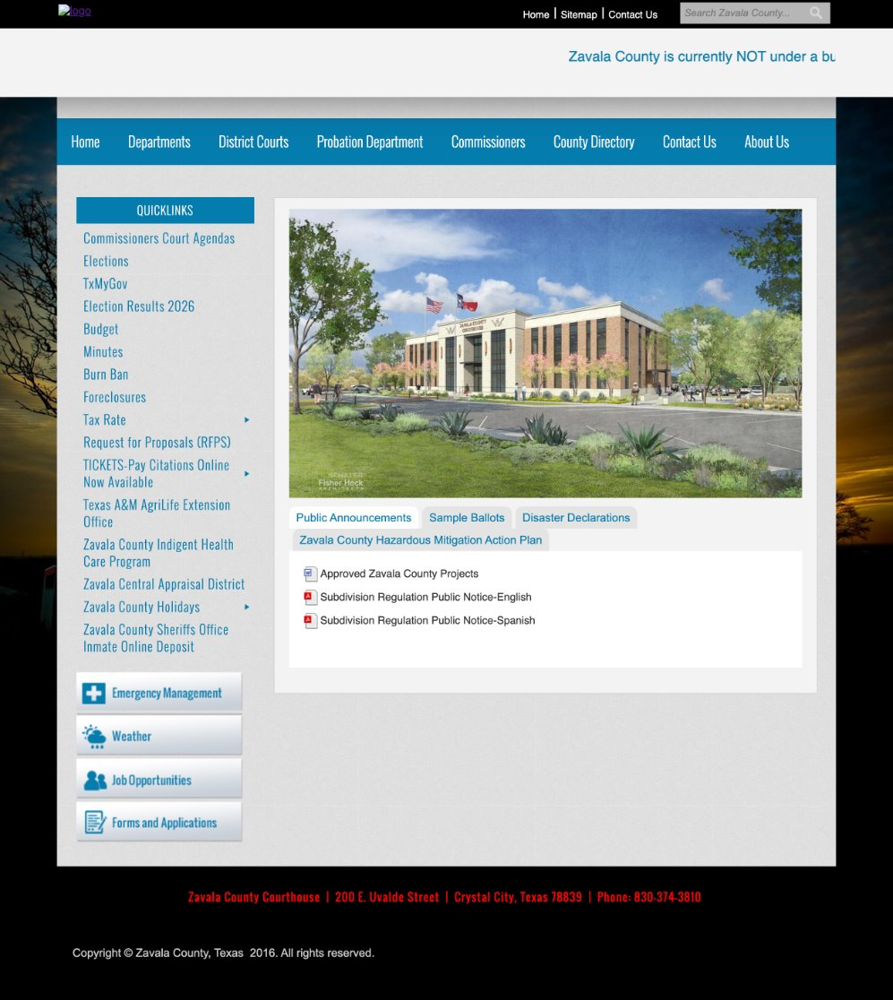 logo
Home | Sitemap | Contact Us
Search Zavala County...
Zavala County is currently NOT under a bu
Home Departments District Courts Probation Department Commissioners County Directory Contact Us About Us
QUICKLINKS
Commissioners Court Agendas
Elections
TxMyGov
Election Results 2026
Budget
Minutes
Burn Ban
Foreclosures
Tax Rate
Request for Proposals (RFPS)
TICKETS-Pay Citations Online
Now Available
Texas A&M AgriLife Extension
Office
Zavala County Indigent Health
Care Program
Zavala Central Appraisal District
Zavala County Holidays
Zavala County Sheriffs Office
Inmate Online Deposit
Emergency Management
Weather
Job Opportunities
Forms and Applications
ZAVALA COUNTY
COURTHOUSE
Fisher Heck
ARCHITECTS
Public Announcements Sample Ballots Disaster Declarations
Zavala County Hazardous Mitigation Action Plan
Approved Zavala County Projects
Subdivision Regulation Public Notice-English
Subdivision Regulation Public Notice-Spanish
Zavala County Courthouse | 200 E. Uvalde Street | Crystal City, Texas 78839 | Phone: 830-374-3810
Copyright © Zavala County, Texas 2016. All rights reserved.